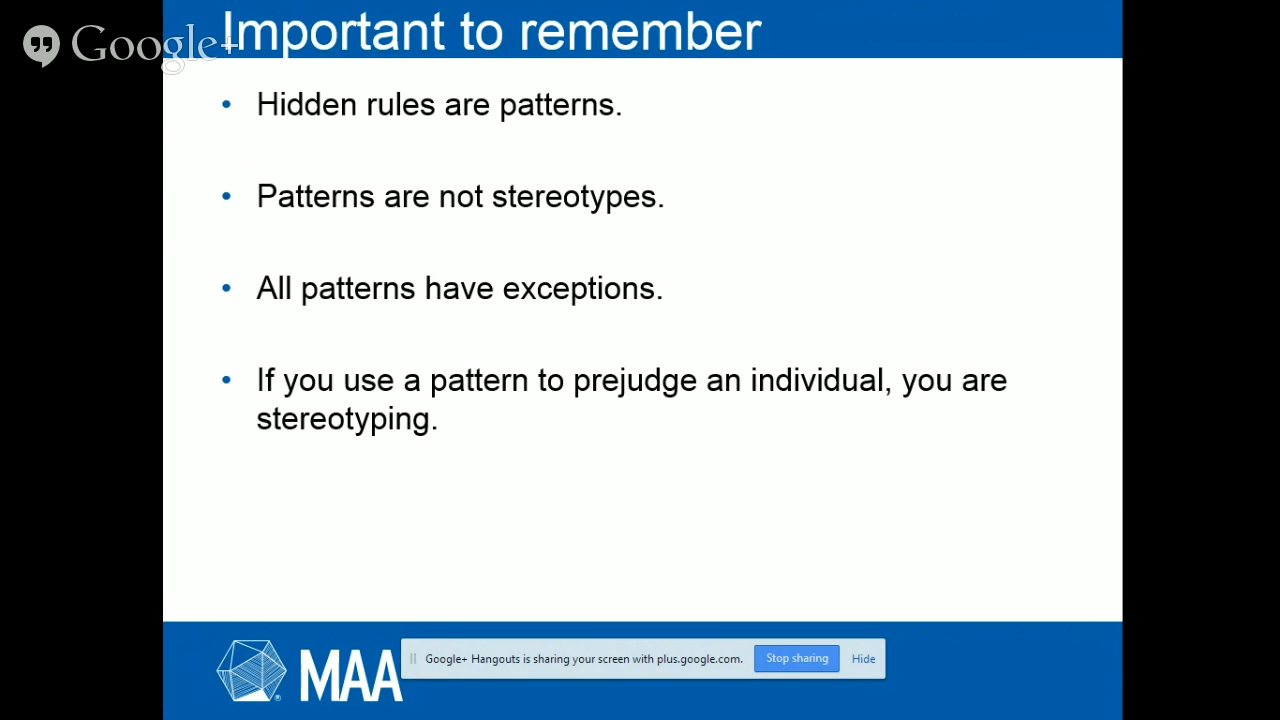 Google+
Important to remember
• Hidden rules are patterns.
• Patterns are not stereotypes.
• All patterns have exceptions.
• If you use a pattern to prejudge an individual, you are
stereotyping.
MAA
Google+ Hangouts is sharing your screen with plus.google.com. Stop sharing Hide